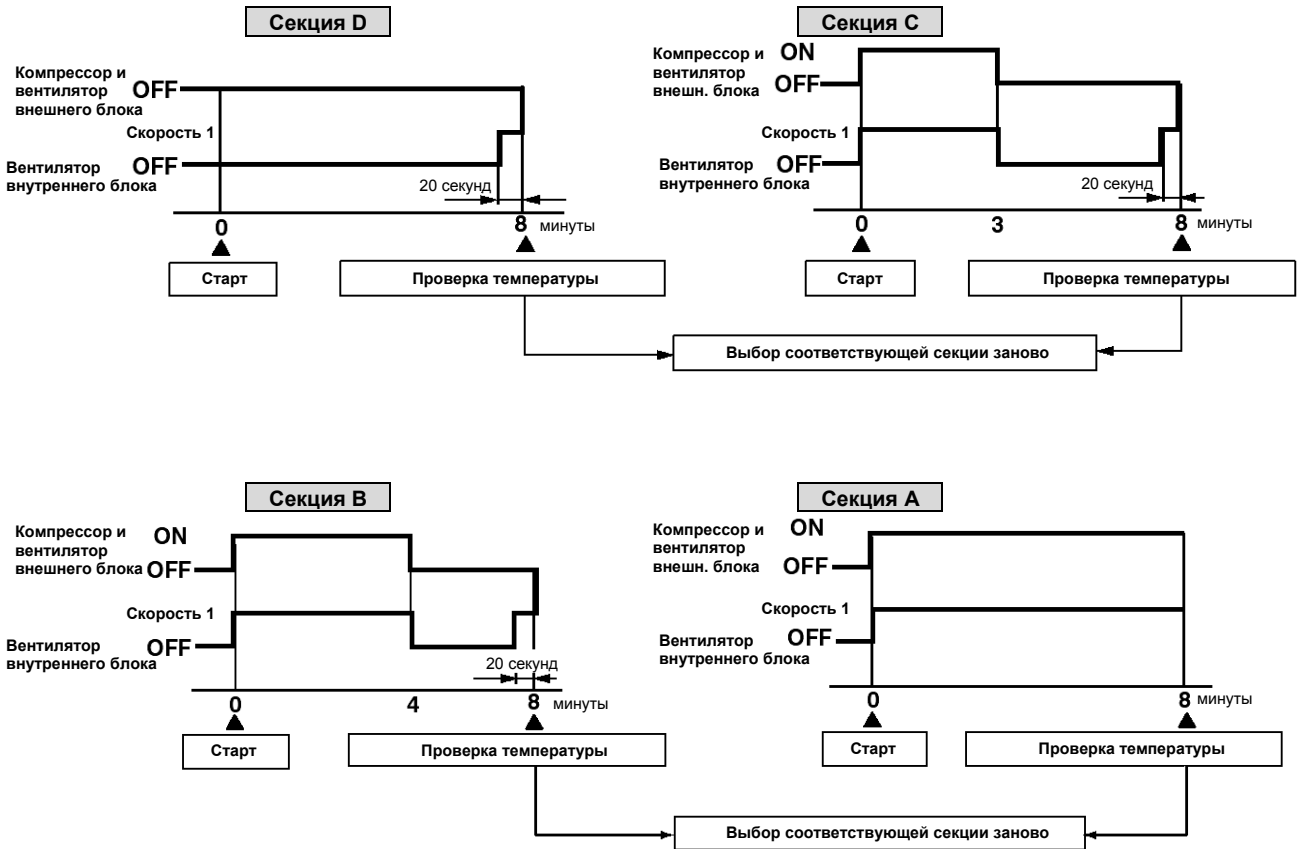 Секция D
Компрессор и
вентилятор
внешнего блока
OFF
Скорость 1
Вентилятор
внутреннего блока
OFF
20 секунд
0
8
минуты
Старт
Проверка температуры
Секция C
Компрессор и
вентилятор
внешн. блока
ON
OFF
Скорость 1
Вентилятор
внутреннего блока
OFF
20 секунд
0
3
8
минуты
Старт
Проверка температуры
Выбор соответствующей секции заново
Секция B
Компрессор и
вентилятор
внешнего блока
ON
OFF
Скорость 1
Вентилятор
внутреннего блока
OFF
20 секунд
0
4
8
минуты
Старт
Проверка температуры
Секция A
Компрессор и
вентилятор
внешн. блока
ON
OFF
Скорость 1
Вентилятор
внутреннего блока
OFF
0
8
минуты
Старт
Проверка температуры
Выбор соответствующей секции заново